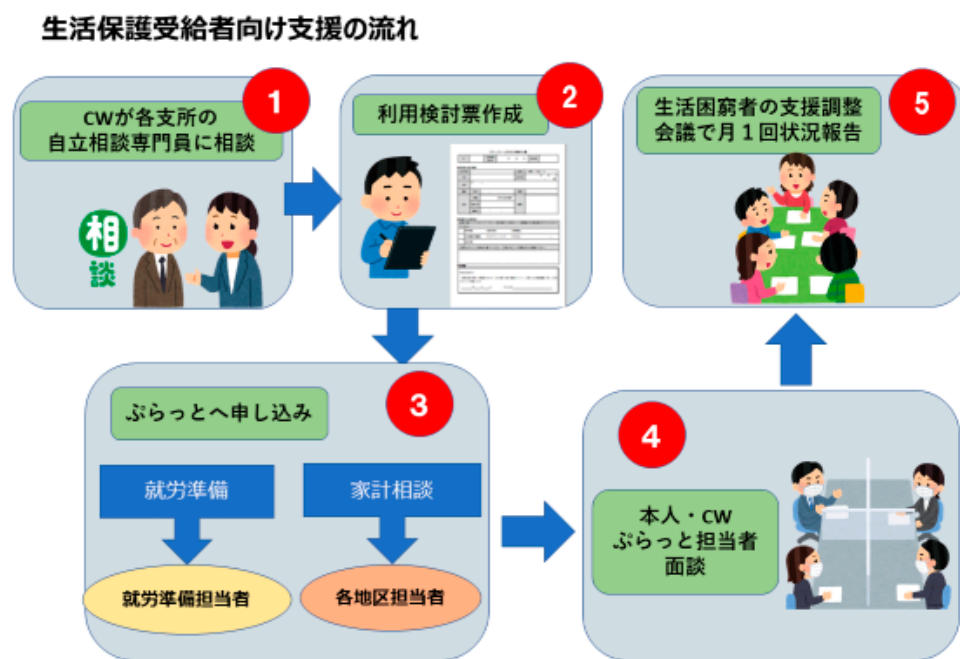 生活保護受給者向け支援の流れ
1
CWが各支所の
自立相談専門員に相談
相談
2
利用検討票作成
3
ぷらっとへ申し込み
就労準備
家計相談
就労準備担当者
各地区担当者
4
本人・CW
ぷらっと担当者
面談
5
生活困窮者の支援調整
会議で月1回状況報告